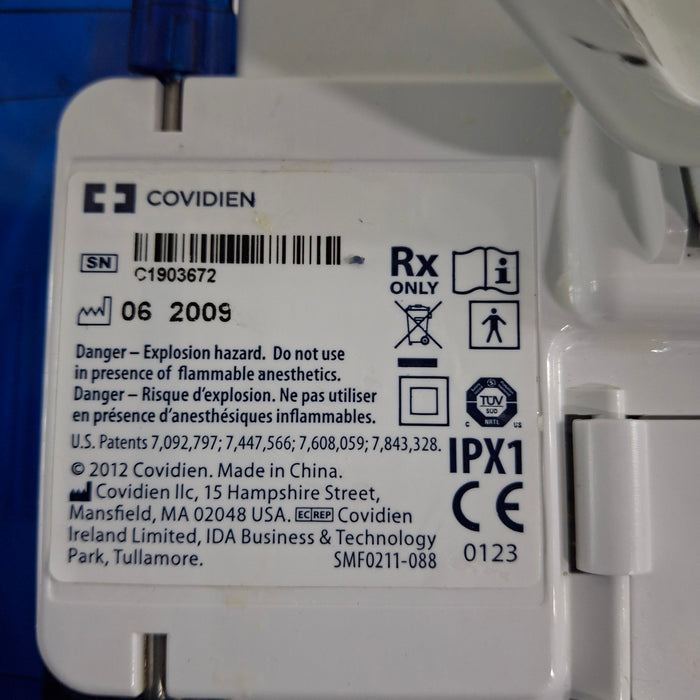 COVIDIEN
SN
C1903672
06 2009
Rx
ONLY
i
Danger – Explosion hazard. Do not use
in presence of flammable anesthetics.
Danger – Risque d'explosion. Ne pas utiliser
en présence d'anesthésiques inflammables.
U.S. Patents 7,092,797; 7,447,566; 7,608,059; 7,843,328.
© 2012 Covidien. Made in China.
Covidien llc, 15 Hampshire Street,
Mansfield, MA 02048 USA. EC REP Covidien
Ireland Limited, IDA Business & Technology
Park, Tullamore.
SMF0211-088
TÜV
SÜD
NRTL
C US
IPX1
CE
0123